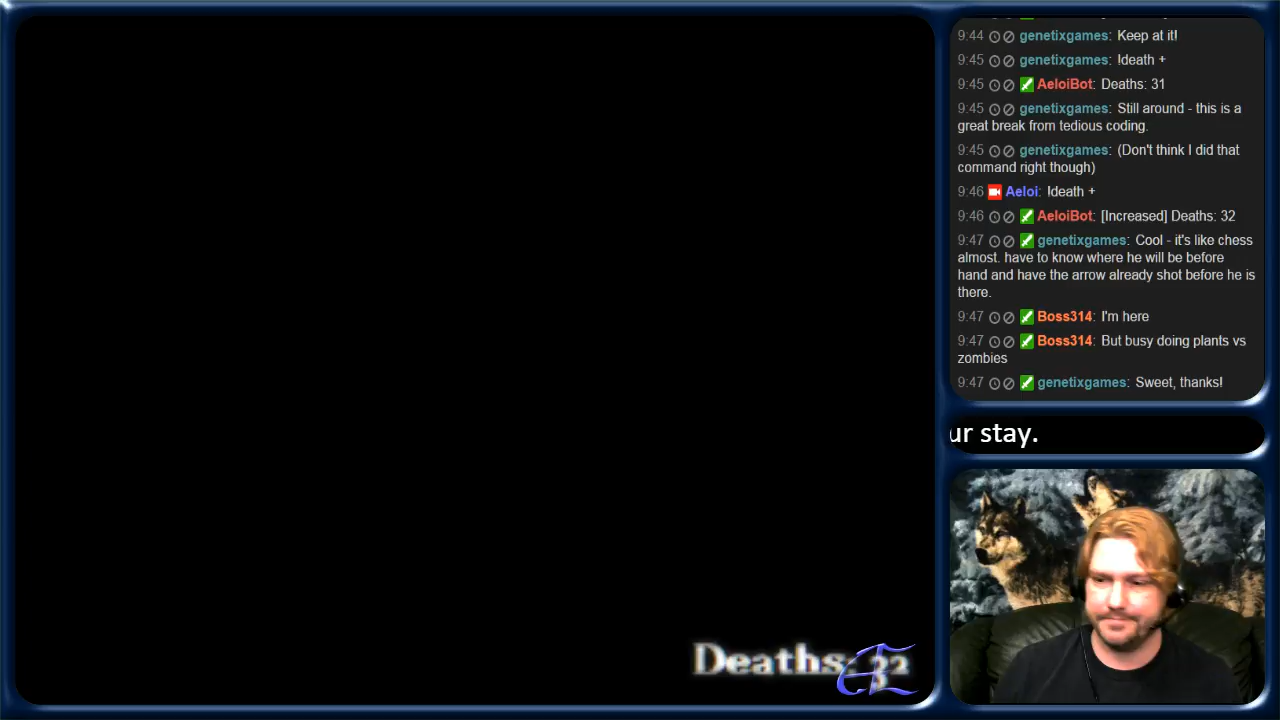 9:44 genetixgames: Keep at it!
9:45 genetixgames: !death +
9:45 AeloiBot: Deaths: 31
9:45 genetixgames: Still around - this is a
great break from tedious coding.
9:45 genetixgames: (Don't think I did that
command right though)
9:46 Aeloi: !death +
9:46 AeloiBot: [Increased] Deaths: 32
9:47 genetixgames: Cool - it's like chess
almost. have to know where he will be before
hand and have the arrow already shot before he is
there.
9:47 Boss314: I'm here
9:47 Boss314: But busy doing plants vs
zombies
9:47 genetixgames: Sweet, thanks!
ur stay.
Deaths: 32